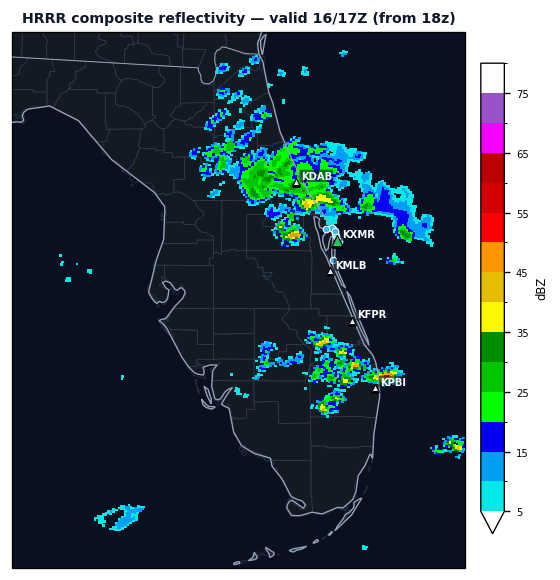 HRRR composite reflectivity — valid 16/17Z (from 18z)
KDAB
KXMR
KMLB
KFPR
KPBI
75
65
55
45
35
25
15
5
dBZ